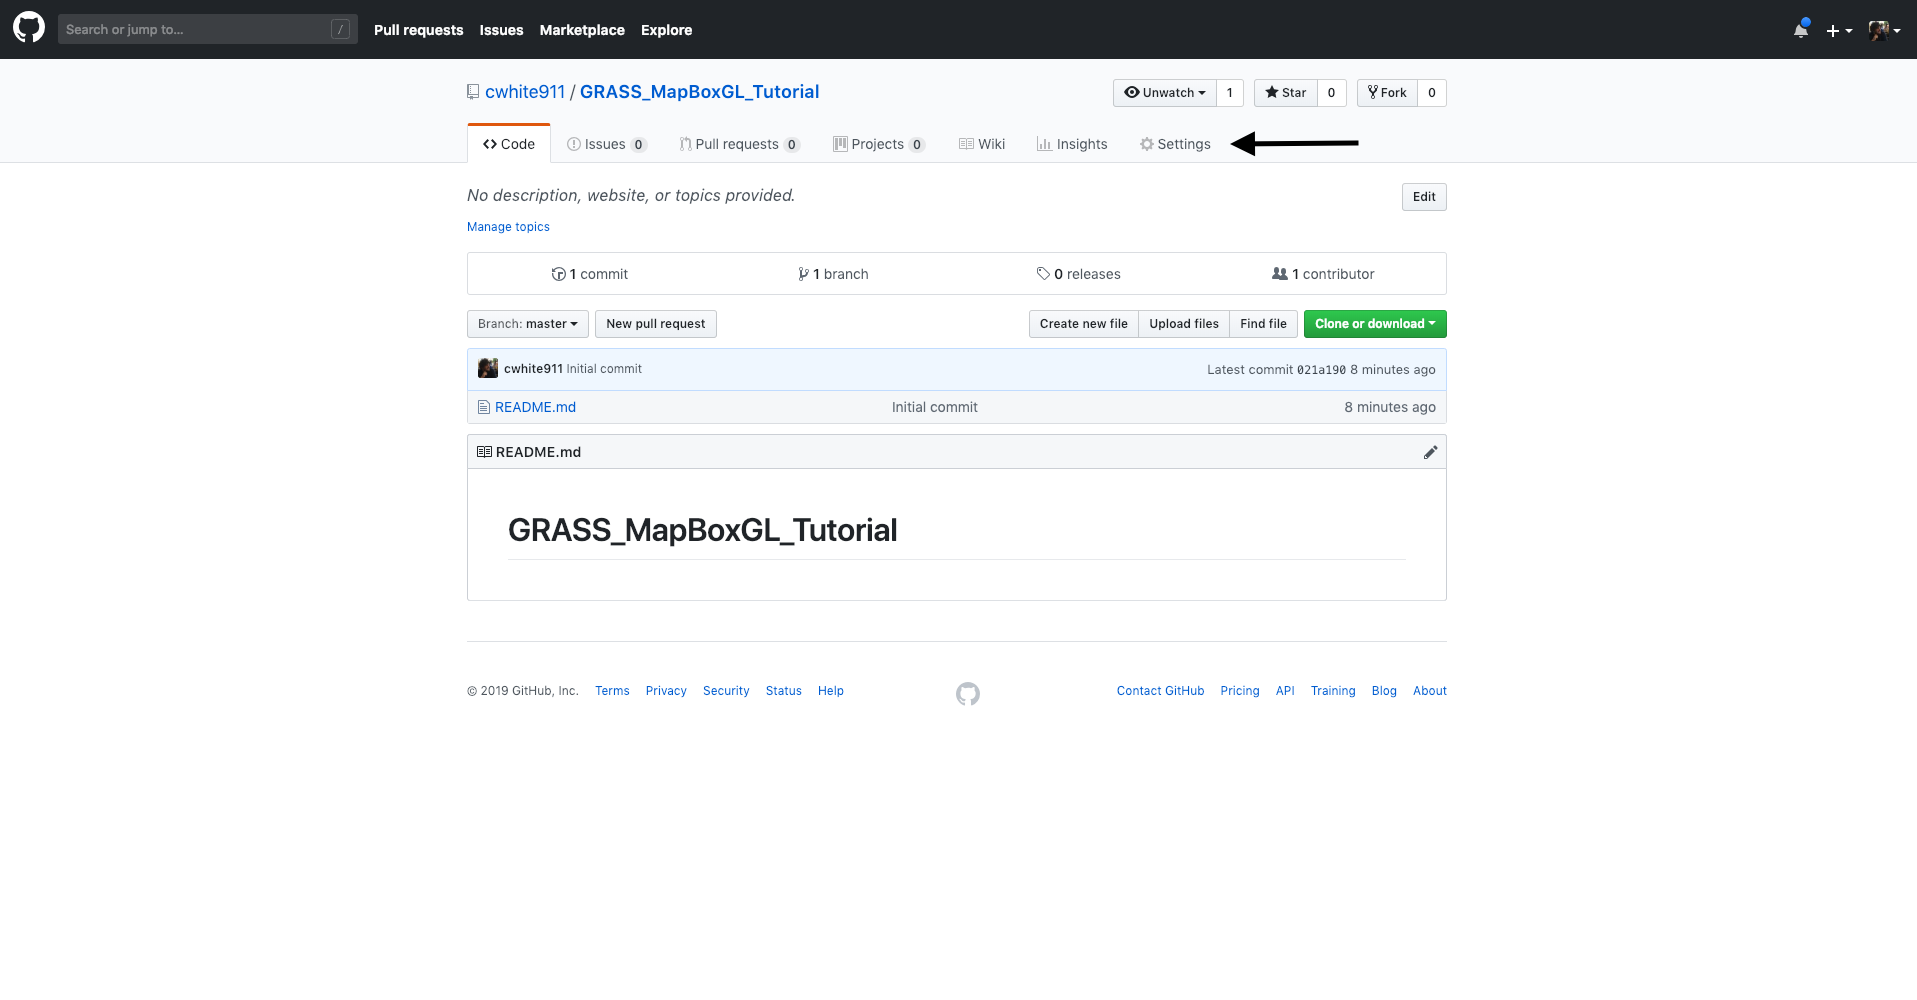 Search or jump to... /
Pull requests Issues Marketplace Explore
cwhite911 / GRASS_MapBoxGL_Tutorial
Unwatch 1 Star 0 Fork 0
Code Issues 0 Pull requests 0 Projects 0 Wiki Insights Settings
No description, website, or topics provided.
Edit
Manage topics
1 commit 1 branch 0 releases 1 contributor
Branch: master New pull request Create new file Upload files Find file Clone or download
cwhite911 Initial commit Latest commit 021a190 8 minutes ago
README.md Initial commit 8 minutes ago
README.md
GRASS_MapBoxGL_Tutorial
© 2019 GitHub, Inc. Terms Privacy Security Status Help Contact GitHub Pricing API Training Blog About